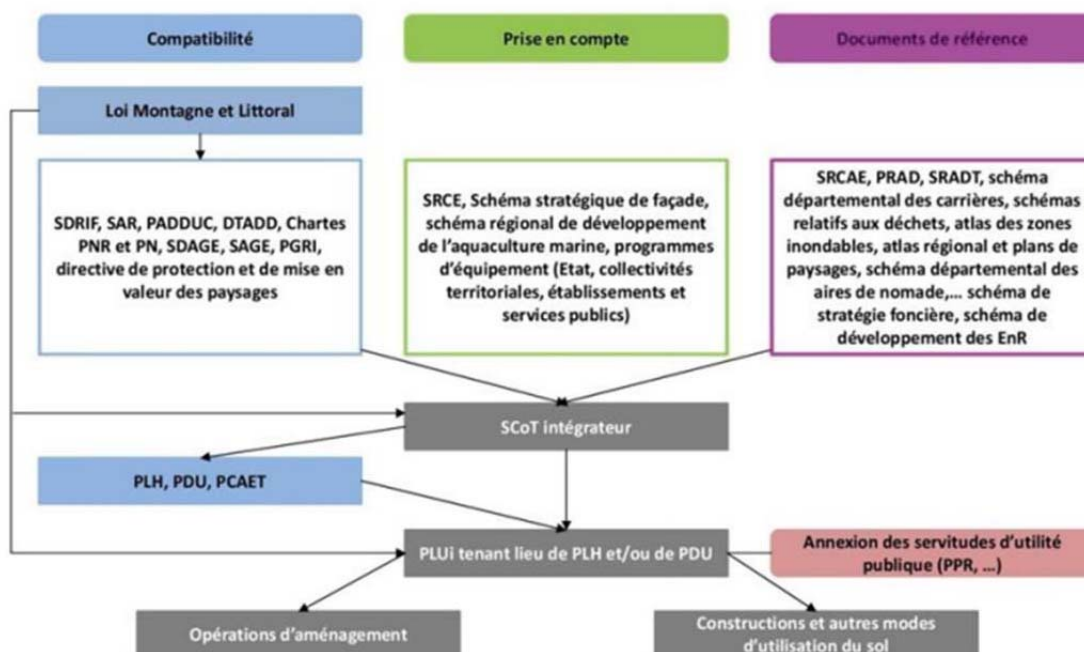 Compatibilité
Prise en compte
Documents de référence
Loi Montagne et Littoral
SDRIF, SAR, PADDUC, DTADD, Chartes
PNR et PN, SDAGE, SAGE, PGRI,
directive de protection et de mise en
valeur des paysages
SRCE, Schéma stratégique de façade,
schéma régional de développement
de l'aquaculture marine, programmes
d'équipement (Etat, collectivités
territoriales, établissements et
services publics)
SRCAE, PRAD, SRADT, schéma
départemental des carrières, schémas
relatifs aux déchets, atlas des zones
inondables, atlas régional et plans de
paysages, schéma départemental des
aires de nomade,... schéma de
stratégie foncière, schéma de
développement des EnR
SCoT intégrateur
PLH, PDU, PCAET
PLUi tenant lieu de PLH et/ou de PDU
Annexion des servitudes d'utilité
publique (PPR, ...)
Opérations d'aménagement
Constructions et autres modes
d'utilisation du sol